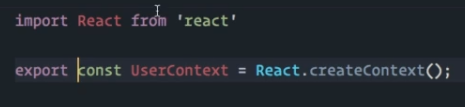 import React from 'react'
export const UserContext = React.createContext();